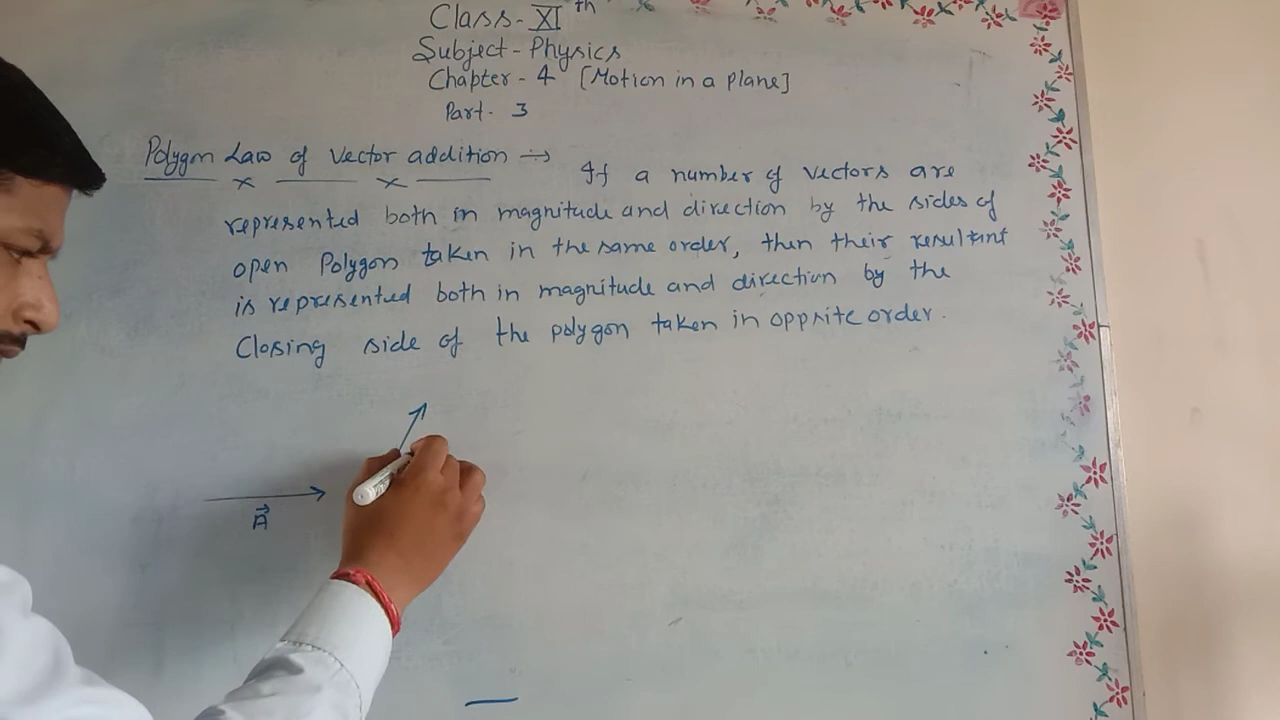 Class - XI th
Subject - Physics
Chapter - 4 [Motion in a plane]
Part - 3
Polygon Law of Vector addition → If a number of vectors are
represented both in magnitude and direction by the sides of
open Polygon taken in the same order, then their resultant
is represented both in magnitude and direction by the
Closing side of the polygon taken in oppsite order.
A⃗